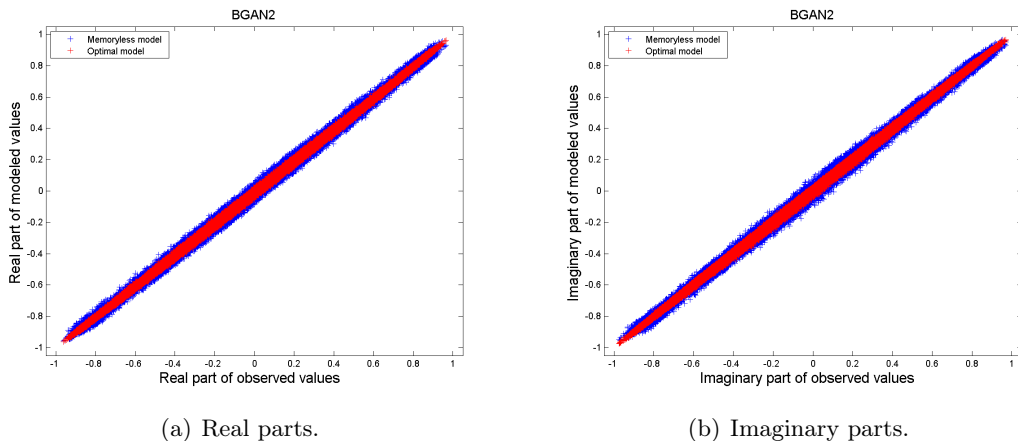 BGAN2
Memoryless model
Optimal model
1
0.8
0.6
0.4
0.2
0
-0.2
-0.4
-0.6
-0.8
-1
Real part of modeled values
-1 -0.8 -0.6 -0.4 -0.2 0 0.2 0.4 0.6 0.8 1
Real part of observed values
(a) Real parts.
BGAN2
Memoryless model
Optimal model
1
0.8
0.6
0.4
0.2
0
-0.2
-0.4
-0.6
-0.8
-1
Imaginary part of modeled values
-1 -0.8 -0.6 -0.4 -0.2 0 0.2 0.4 0.6 0.8 1
Imaginary part of observed values
(b) Imaginary parts.